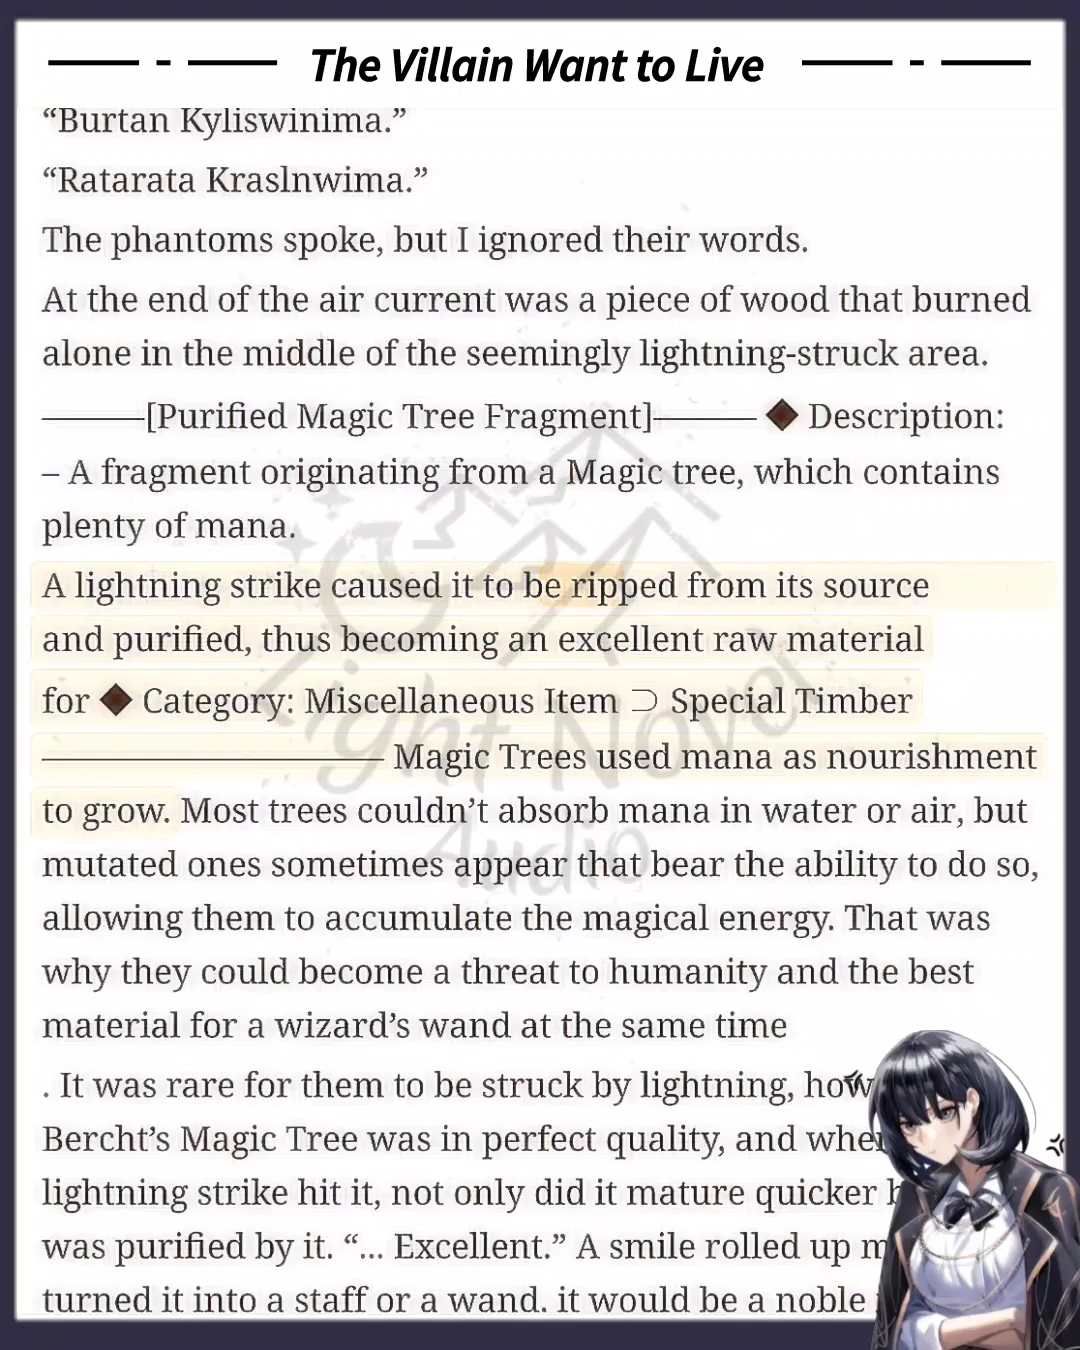 The Villain Want to Live
“Burtan Kyliswinima.”
“Ratarata Kraslnwima.”
The phantoms spoke, but I ignored their words.
At the end of the air current was a piece of wood that burned
alone in the middle of the seemingly lightning-struck area.
————[Purified Magic Tree Fragment]———— ◆ Description:
– A fragment originating from a Magic tree, which contains
plenty of mana.
A lightning strike caused it to be ripped from its source
and purified, thus becoming an excellent raw material
for ◆ Category: Miscellaneous Item ⊃ Special Timber
————————————— Magic Trees used mana as nourishment
to grow. Most trees couldn’t absorb mana in water or air, but
mutated ones sometimes appear that bear the ability to do so,
allowing them to accumulate the magical energy. That was
why they could become a threat to humanity and the best
material for a wizard’s wand at the same time
. It was rare for them to be struck by lightning,
Bercht’s Magic Tree was in perfect quality, and
lightning strike hit it, not only did it mature quicker
was purified by it. “... Excellent.” A smile rolled up
turned it into a staff or a wand. it would be a noble
Light Novel
Audio